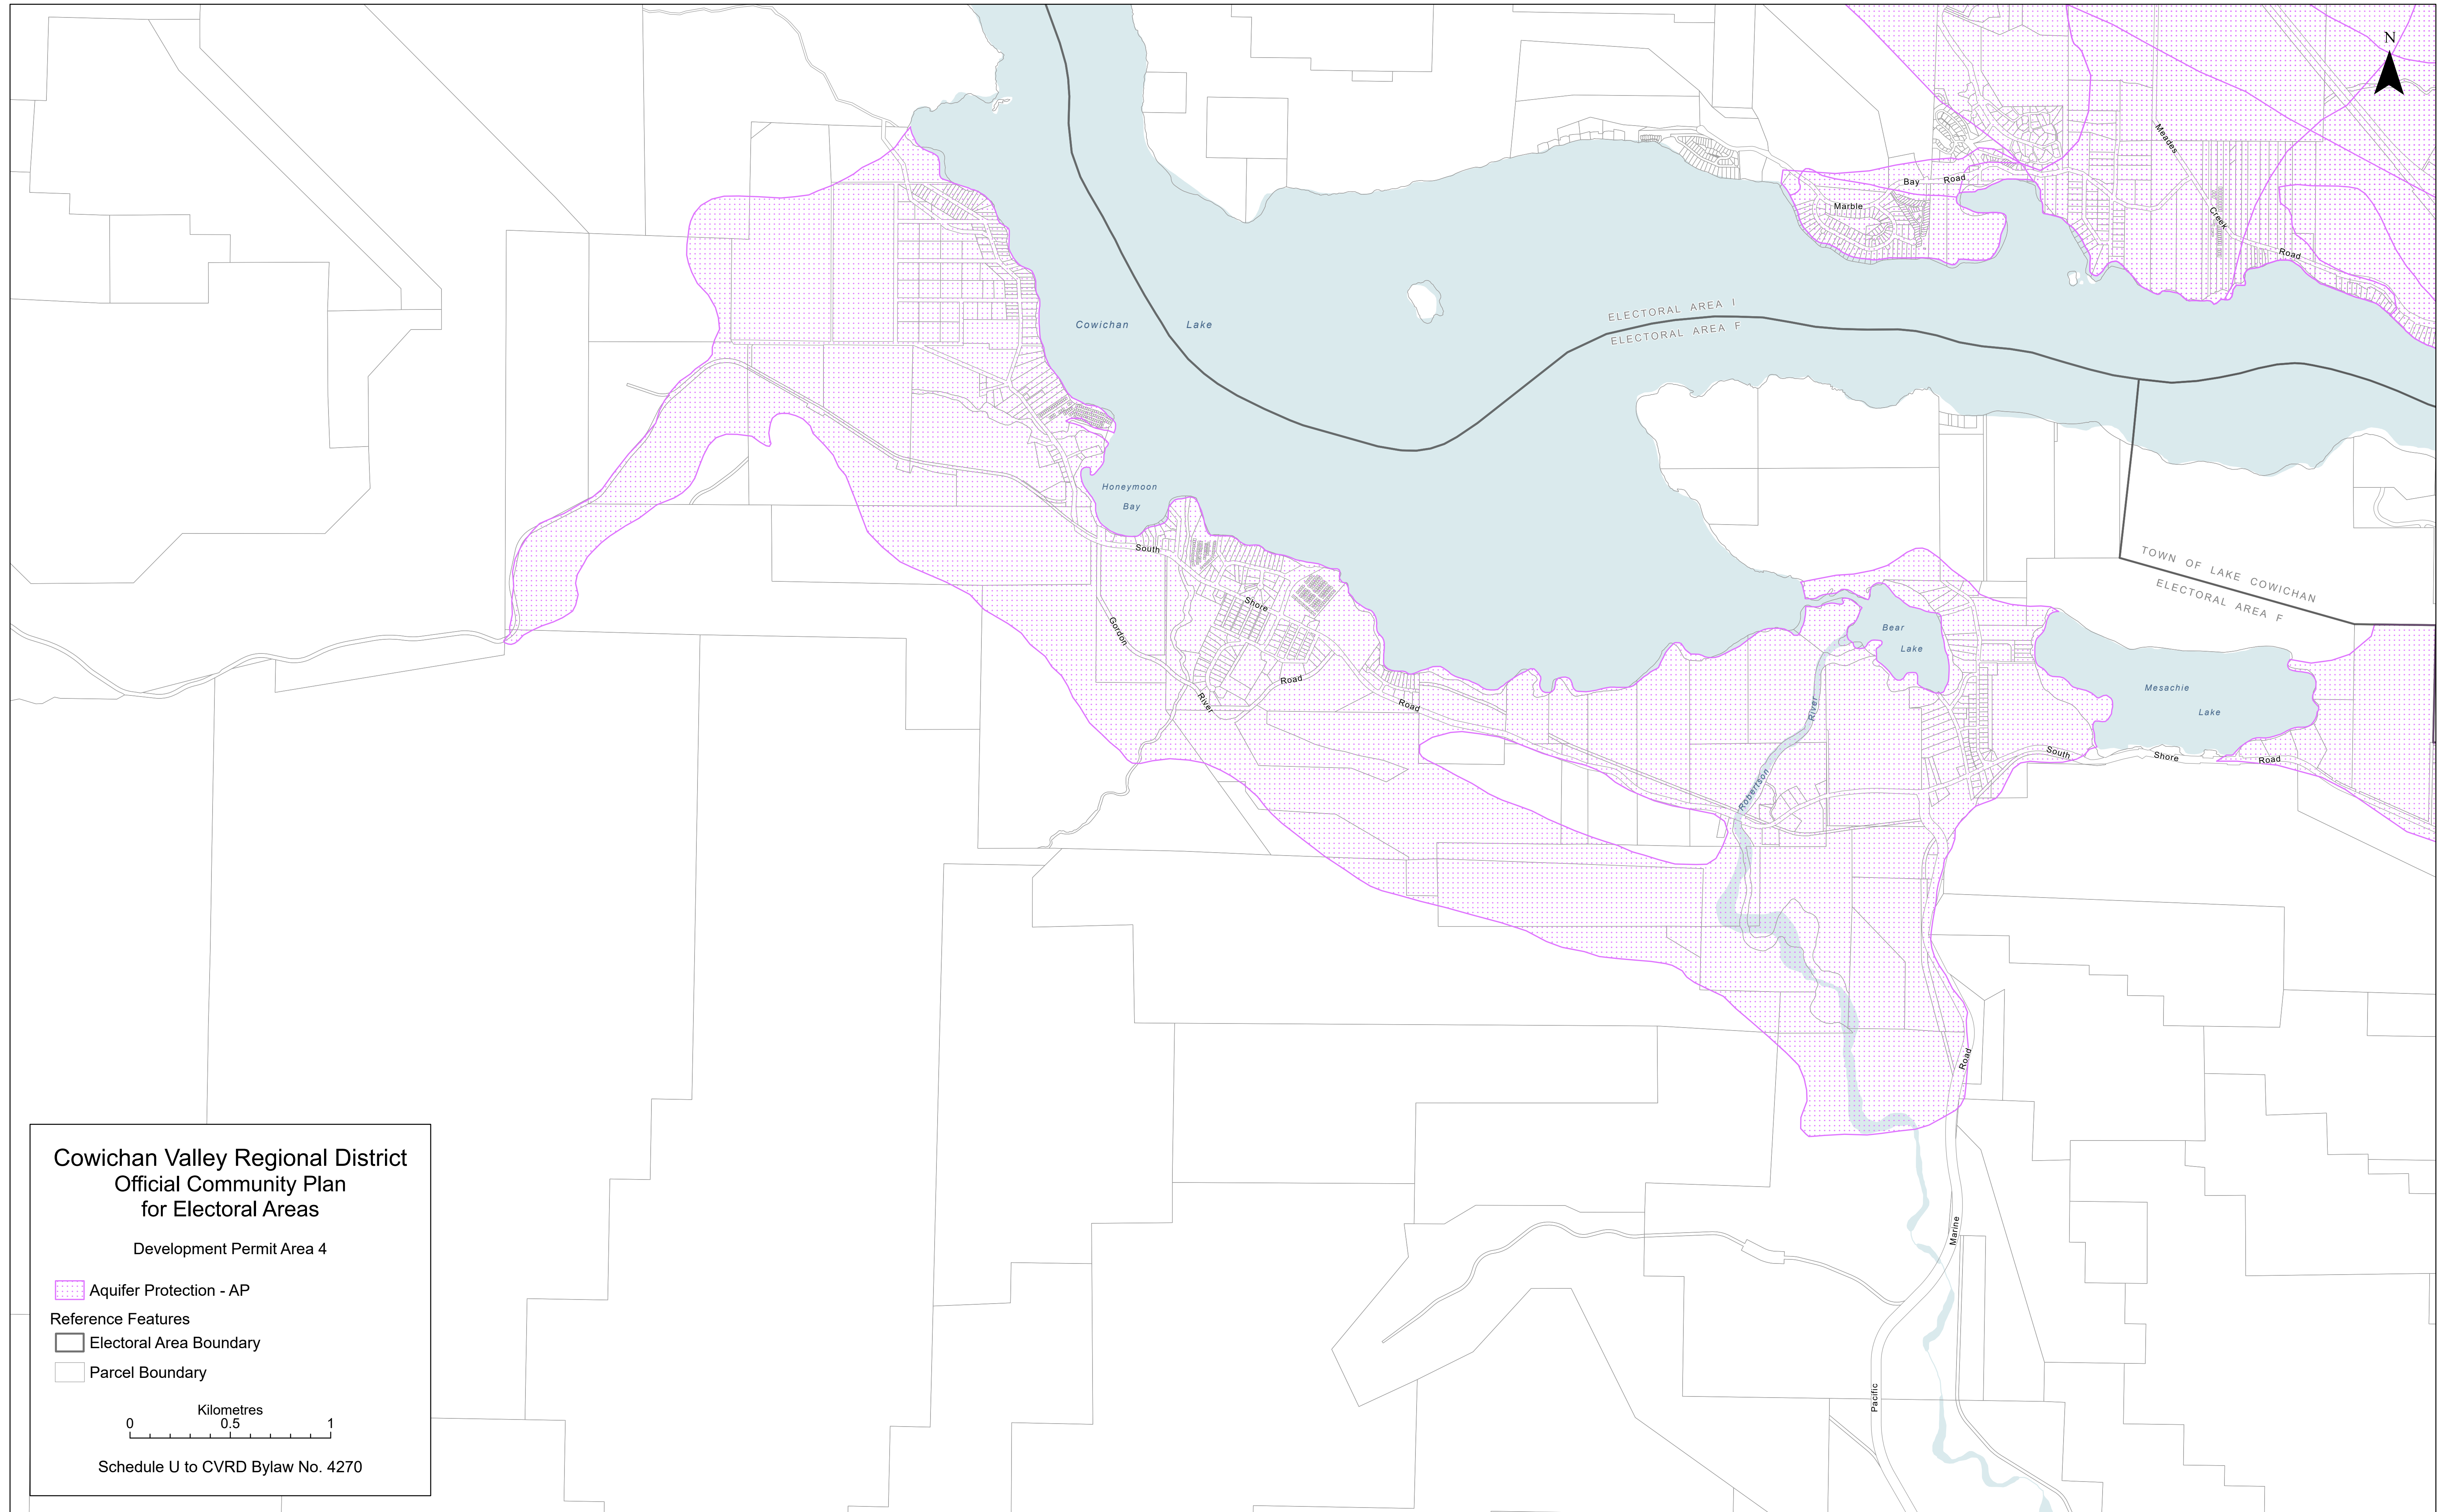 N
Meades
Creek
Road
Bay Road
Marble
ELECTORAL AREA I
ELECTORAL AREA F
Cowichan Lake
Honeymoon
Bay
South
Shore
Road
Gordon
River
Road
TOWN OF LAKE COWICHAN
ELECTORAL AREA F
Bear
Lake
Mesachie
Lake
River
Robertson
South Shore Road
Road
Marine
Pacific
Cowichan Valley Regional District
Official Community Plan
for Electoral Areas
Development Permit Area 4
Aquifer Protection - AP
Reference Features
Electoral Area Boundary
Parcel Boundary
Kilometres
0 0.5 1
Schedule U to CVRD Bylaw No. 4270